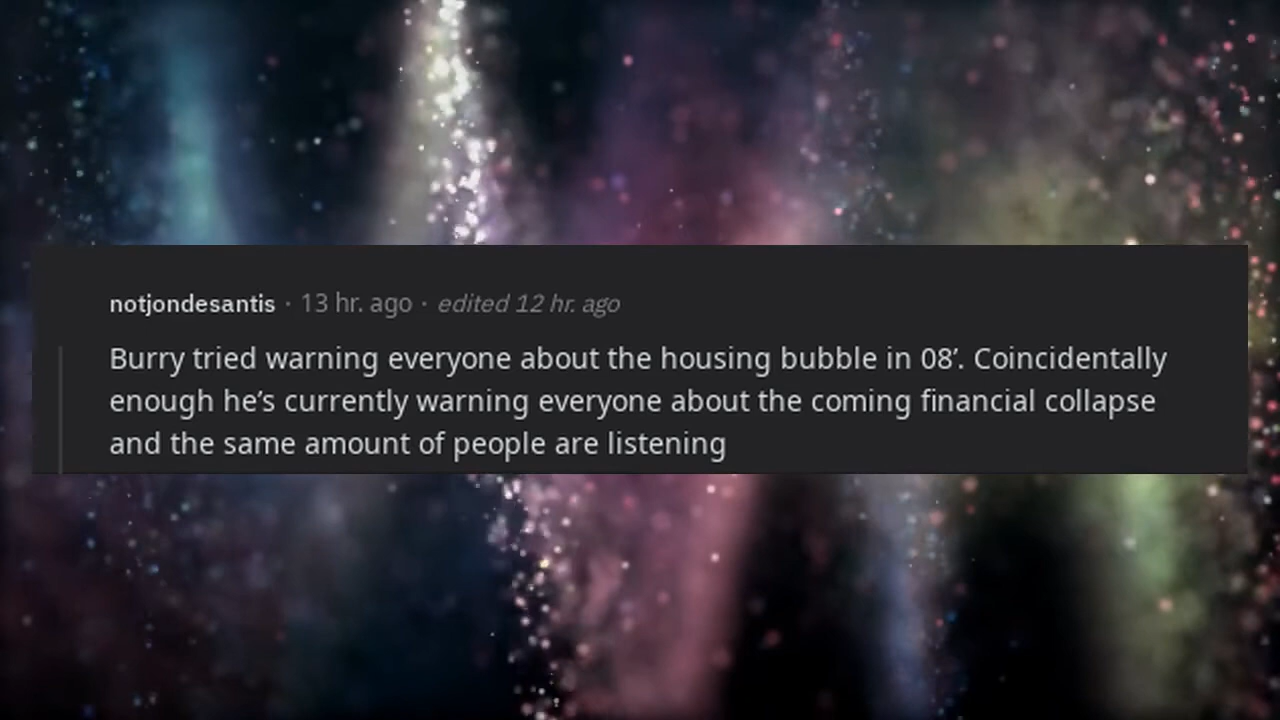 notjondesantis · 13 hr. ago · edited 12 hr. ago
Burry tried warning everyone about the housing bubble in 08’. Coincidentally
enough he’s currently warning everyone about the coming financial collapse
and the same amount of people are listening